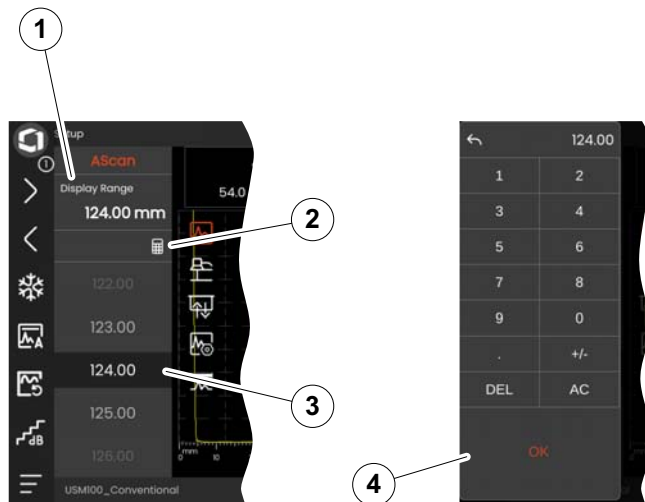 1
Setup
1
AScan
Display Range
124.00 mm
54.0
2
122.00
123.00
A
124.00
3
125.00
dB
126.00
mm
10
USM100_Conventional
124.00
1 2
3 4
5 6
7 8
9 0
. +/-
DEL AC
OK
4